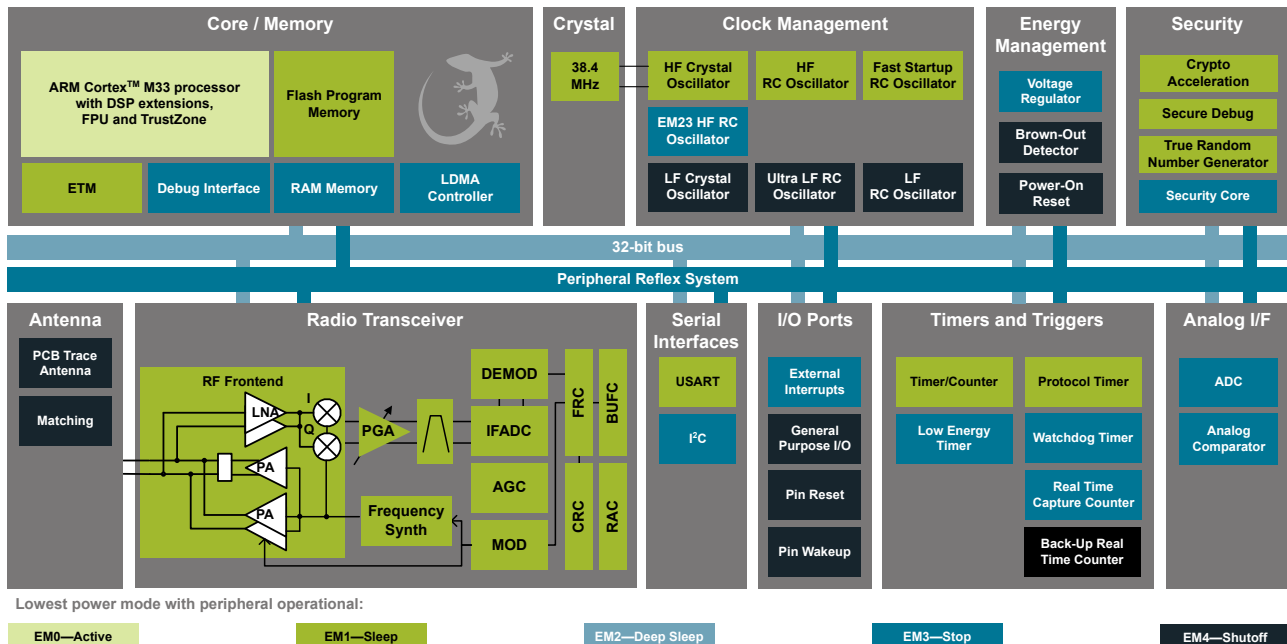 Core / Memory
ARM Cortex™ M33 processor
with DSP extensions,
FPU and TrustZone
Flash Program
Memory
ETM
Debug Interface
RAM Memory
LDMA
Controller
Crystal
38.4
MHz
Clock Management
HF Crystal
Oscillator
HF
RC Oscillator
Fast Startup
RC Oscillator
EM23 HF RC
Oscillator
LF Crystal
Oscillator
Ultra LF RC
Oscillator
LF
RC Oscillator
Energy
Management
Voltage
Regulator
Brown-Out
Detector
Power-On
Reset
Security
Crypto
Acceleration
Secure Debug
True Random
Number Generator
Security Core
32-bit bus
Peripheral Reflex System
Antenna
PCB Trace
Antenna
Matching
Radio Transceiver
RF Frontend
LNA
I
Q
PA
PA
PGA
Frequency
Synth
DEMOD
IFADC
AGC
MOD
FRC
BUFC
CRC
RAC
Serial
Interfaces
USART
I²C
I/O Ports
External
Interrupts
General
Purpose I/O
Pin Reset
Pin Wakeup
Timers and Triggers
Timer/Counter
Protocol Timer
Low Energy
Timer
Watchdog Timer
Real Time
Capture Counter
Back-Up Real
Time Counter
Analog I/F
ADC
Analog
Comparator
Lowest power mode with peripheral operational:
EM0—Active
EM1—Sleep
EM2—Deep Sleep
EM3—Stop
EM4—Shutoff